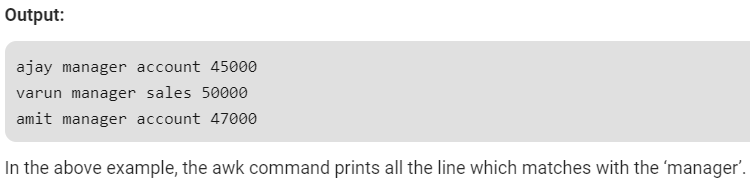 Output:
ajay manager account 45000
varun manager sales 50000
amit manager account 47000
In the above example, the awk command prints all the line which matches with the ‘manager’.